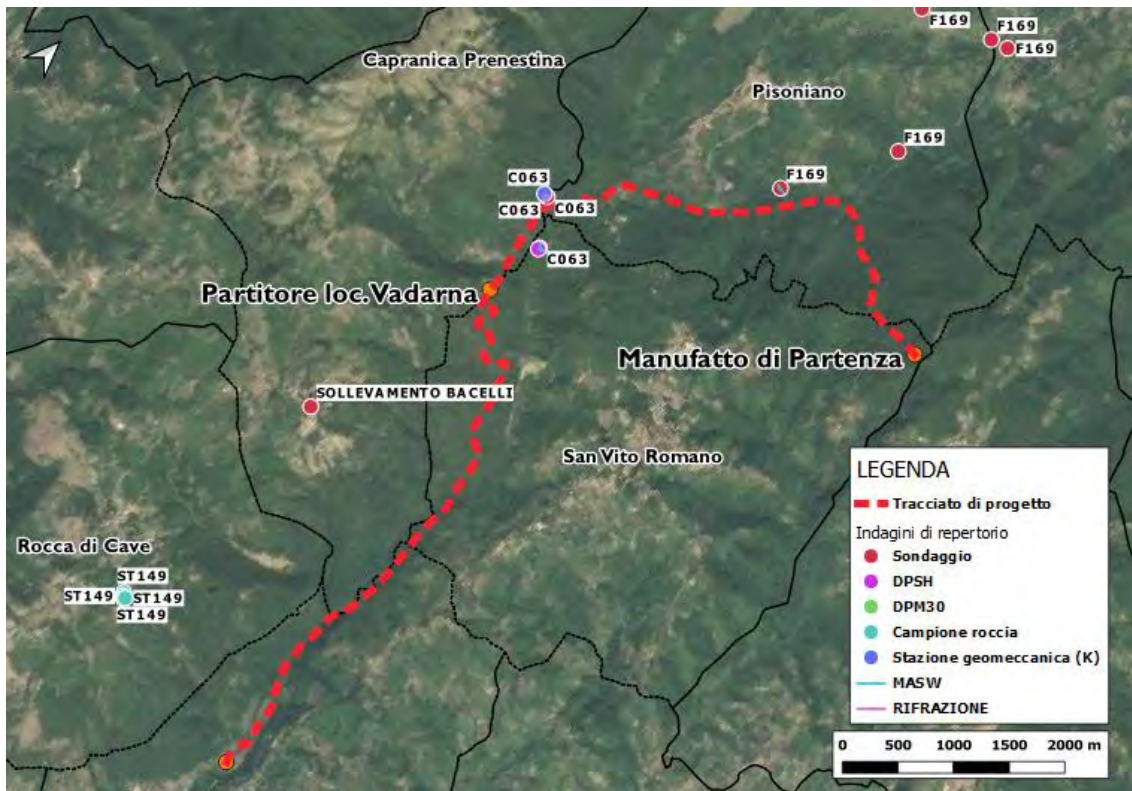 F169
F169
F169
Capranica Prenestina
Pisoniano
F169
F169
C063
C063
C063
C063
Partitore loc. Vadarna
Manufatto di Partenza
SOLLEVAMENTO BACELLI
San Vito Romano
Rocca di Cave
ST149
ST149
ST149
ST149
LEGENDA
Tracciato di progetto
Indagini di repertorio
Sondaggio
DPSH
DPM30
Campione roccia
Stazione geomeccanica (K)
MASW
RIFRAZIONE
0 500 1000 1500 2000 m